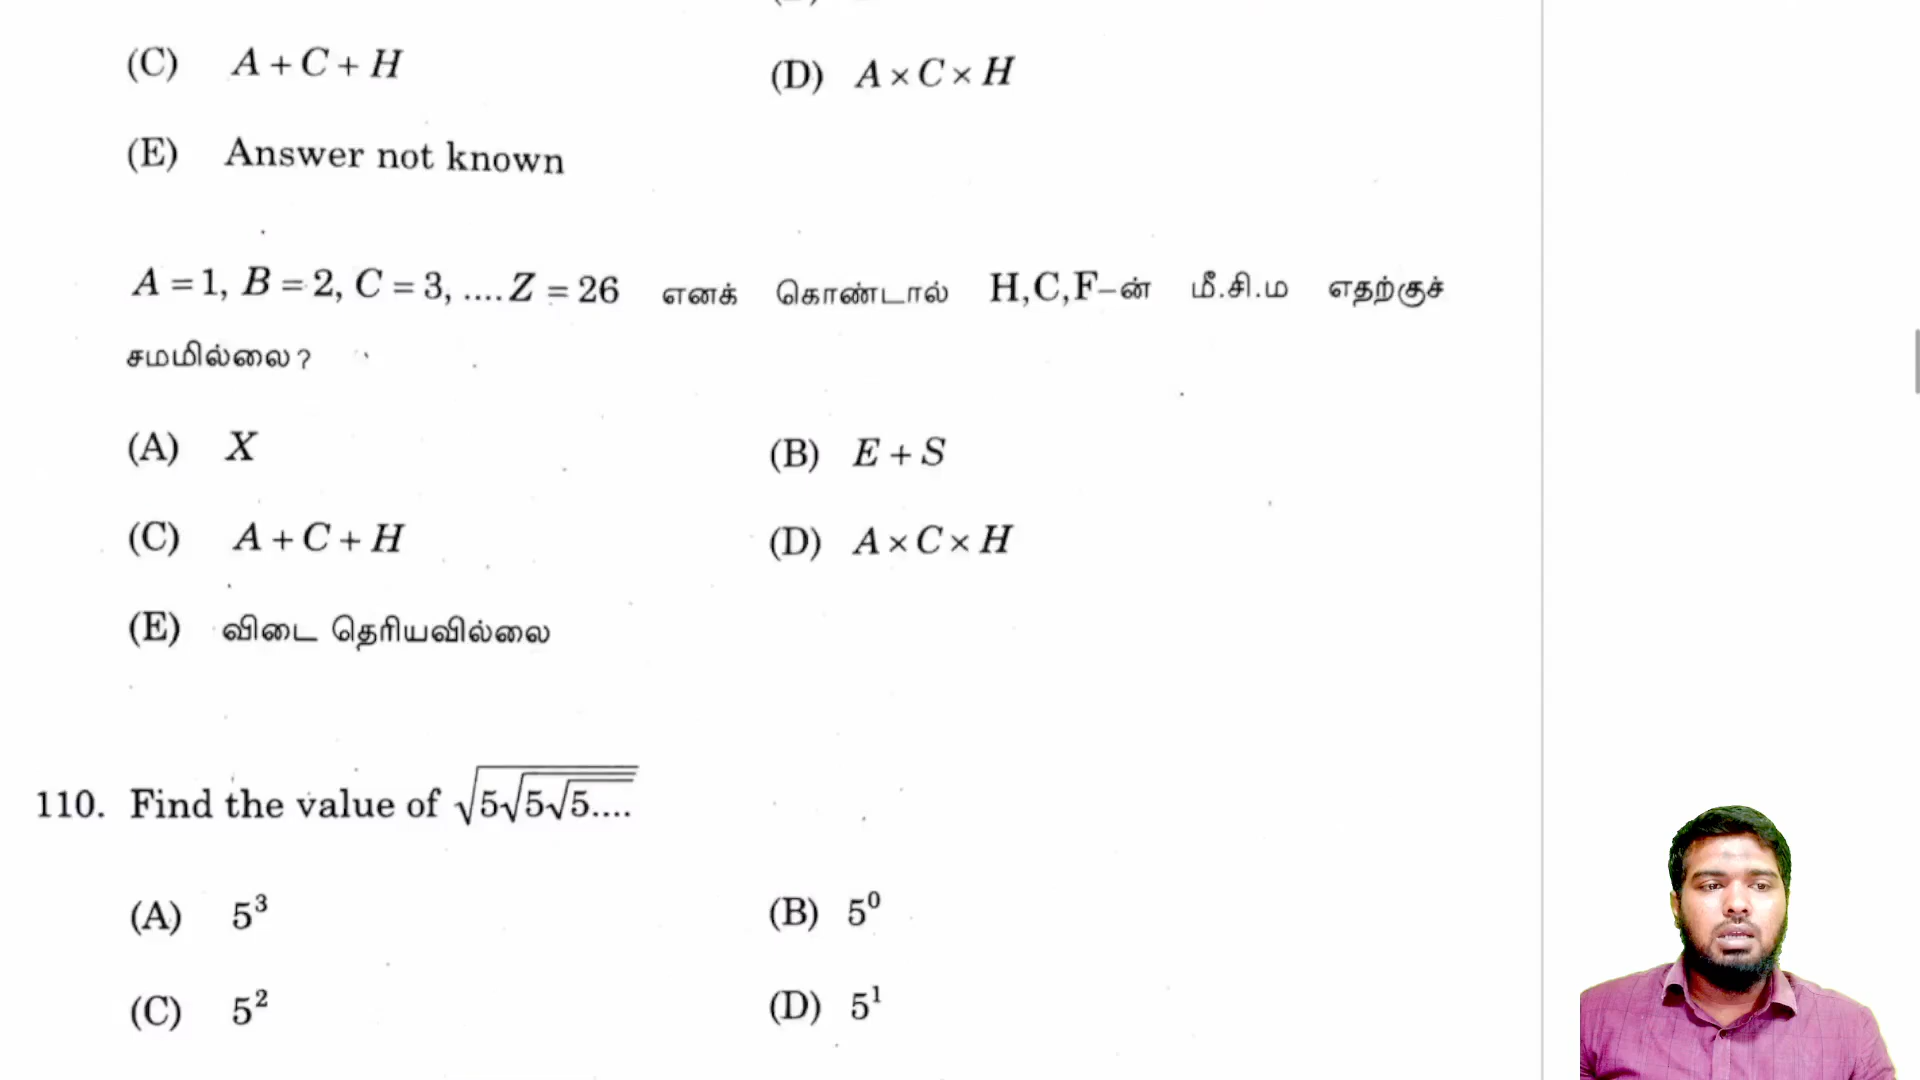 (C) A + C + H (D) A × C × H
(E) Answer not known
A = 1, B = 2, C = 3, .... Z = 26 எனக் கொண்டால் H,C,F–ன் மீ.சி.ம எதற்குச்
சமமில்லை?
(A) X (B) E + S
(C) A + C + H (D) A × C × H
(E) விடை தெரியவில்லை
110. Find the value of √5√5√5....
(A) 5³ (B) 5⁰
(C) 5² (D) 5¹